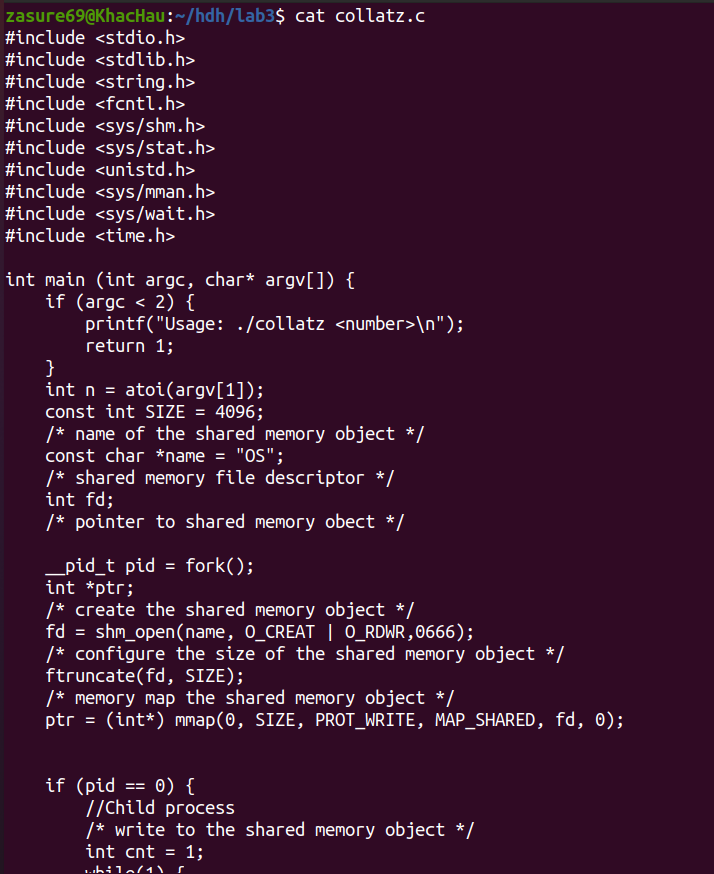 zasure69@KhacHau:~/hdh/lab3$ cat collatz.c
#include <stdio.h>
#include <stdlib.h>
#include <string.h>
#include <fcntl.h>
#include <sys/shm.h>
#include <sys/stat.h>
#include <unistd.h>
#include <sys/mman.h>
#include <sys/wait.h>
#include <time.h>
int main (int argc, char* argv[]) {
    if (argc < 2) {
        printf("Usage: ./collatz <number>\n");
        return 1;
    }
    int n = atoi(argv[1]);
    const int SIZE = 4096;
    /* name of the shared memory object */
    const char *name = "OS";
    /* shared memory file descriptor */
    int fd;
    /* pointer to shared memory obect */
    __pid_t pid = fork();
    int *ptr;
    /* create the shared memory object */
    fd = shm_open(name, O_CREAT | O_RDWR,0666);
    /* configure the size of the shared memory object */
    ftruncate(fd, SIZE);
    /* memory map the shared memory object */
    ptr = (int*) mmap(0, SIZE, PROT_WRITE, MAP_SHARED, fd, 0);
    if (pid == 0) {
        //Child process
        /* write to the shared memory object */
        int cnt = 1;
        while(1) {